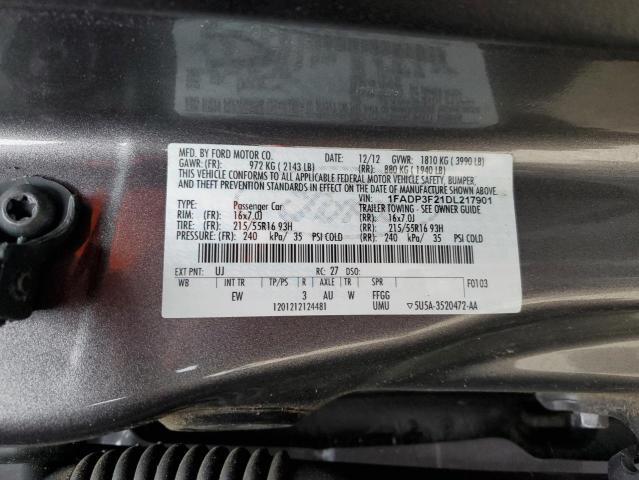 MFD. BY FORD MOTOR CO. 12/12 GVWR: 1810 KG ( 3990 LB)
GAWR: (FR): 972 KG ( 2143 LB) (RR): 880 KG ( 1940 LB)
THIS VEHICLE CONFORMS TO ALL APPLICABLE FEDERAL MOTOR VEHICLE SAFETY, BUMPER,
AND THEFT PREVENTION STANDARDS IN EFFECT ON THE DATE OF MANUFACTURE SHOWN ABOVE.
VIN: 1FADP3F21DL217901
TYPE: Passenger Car TRAILER TOWING - SEE OWNER GUIDE
RIM: (FR): 16x7.0J (RR): 16x7.0J
TIRE: (FR): 215/55R16 93H (RR): 215/55R16 93H
PRESSURE: (FR): 240 kPa/ 35 PSI COLD (RR): 240 kPa/ 35 PSI COLD
EXT PNT: UJ RC: 27 DSO: F0103
WB INT TR TP/PS R AXLE TR SPR
EW 3 AU W FFGG
1201212124481 UMU ▽5U5A-3520472-AA